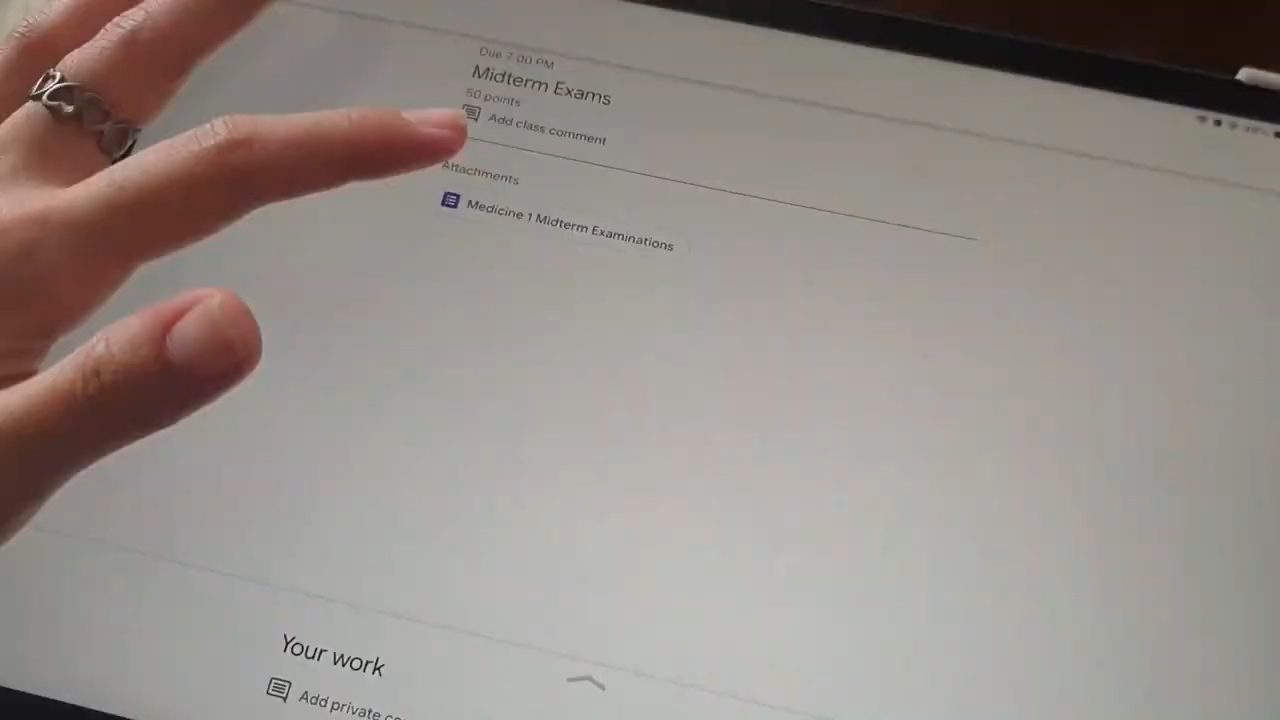 Due 7:00 PM
Midterm Exams
50 points
Add class comment
Attachments
Medicine 1 Midterm Examinations
Your work
Add private